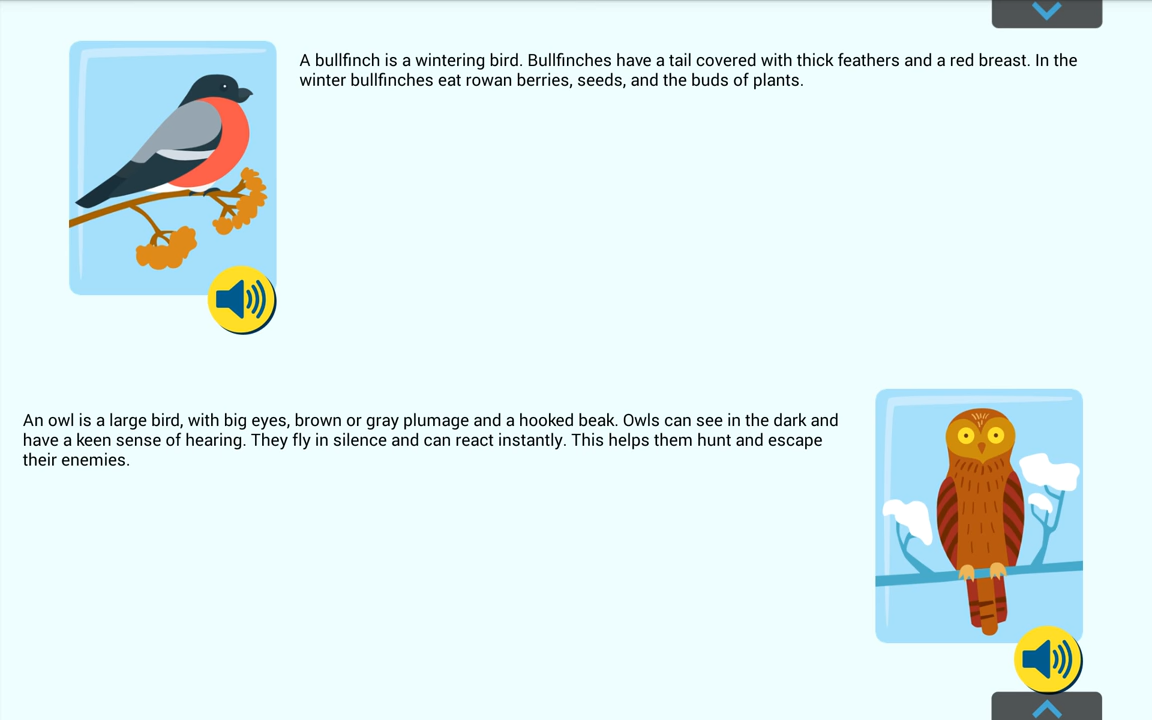 A bullfinch is a wintering bird. Bullfinches have a tail covered with thick feathers and a red breast. In the
winter bullfinches eat rowan berries, seeds, and the buds of plants.
An owl is a large bird, with big eyes, brown or gray plumage and a hooked beak. Owls can see in the dark and
have a keen sense of hearing. They fly in silence and can react instantly. This helps them hunt and escape
their enemies.